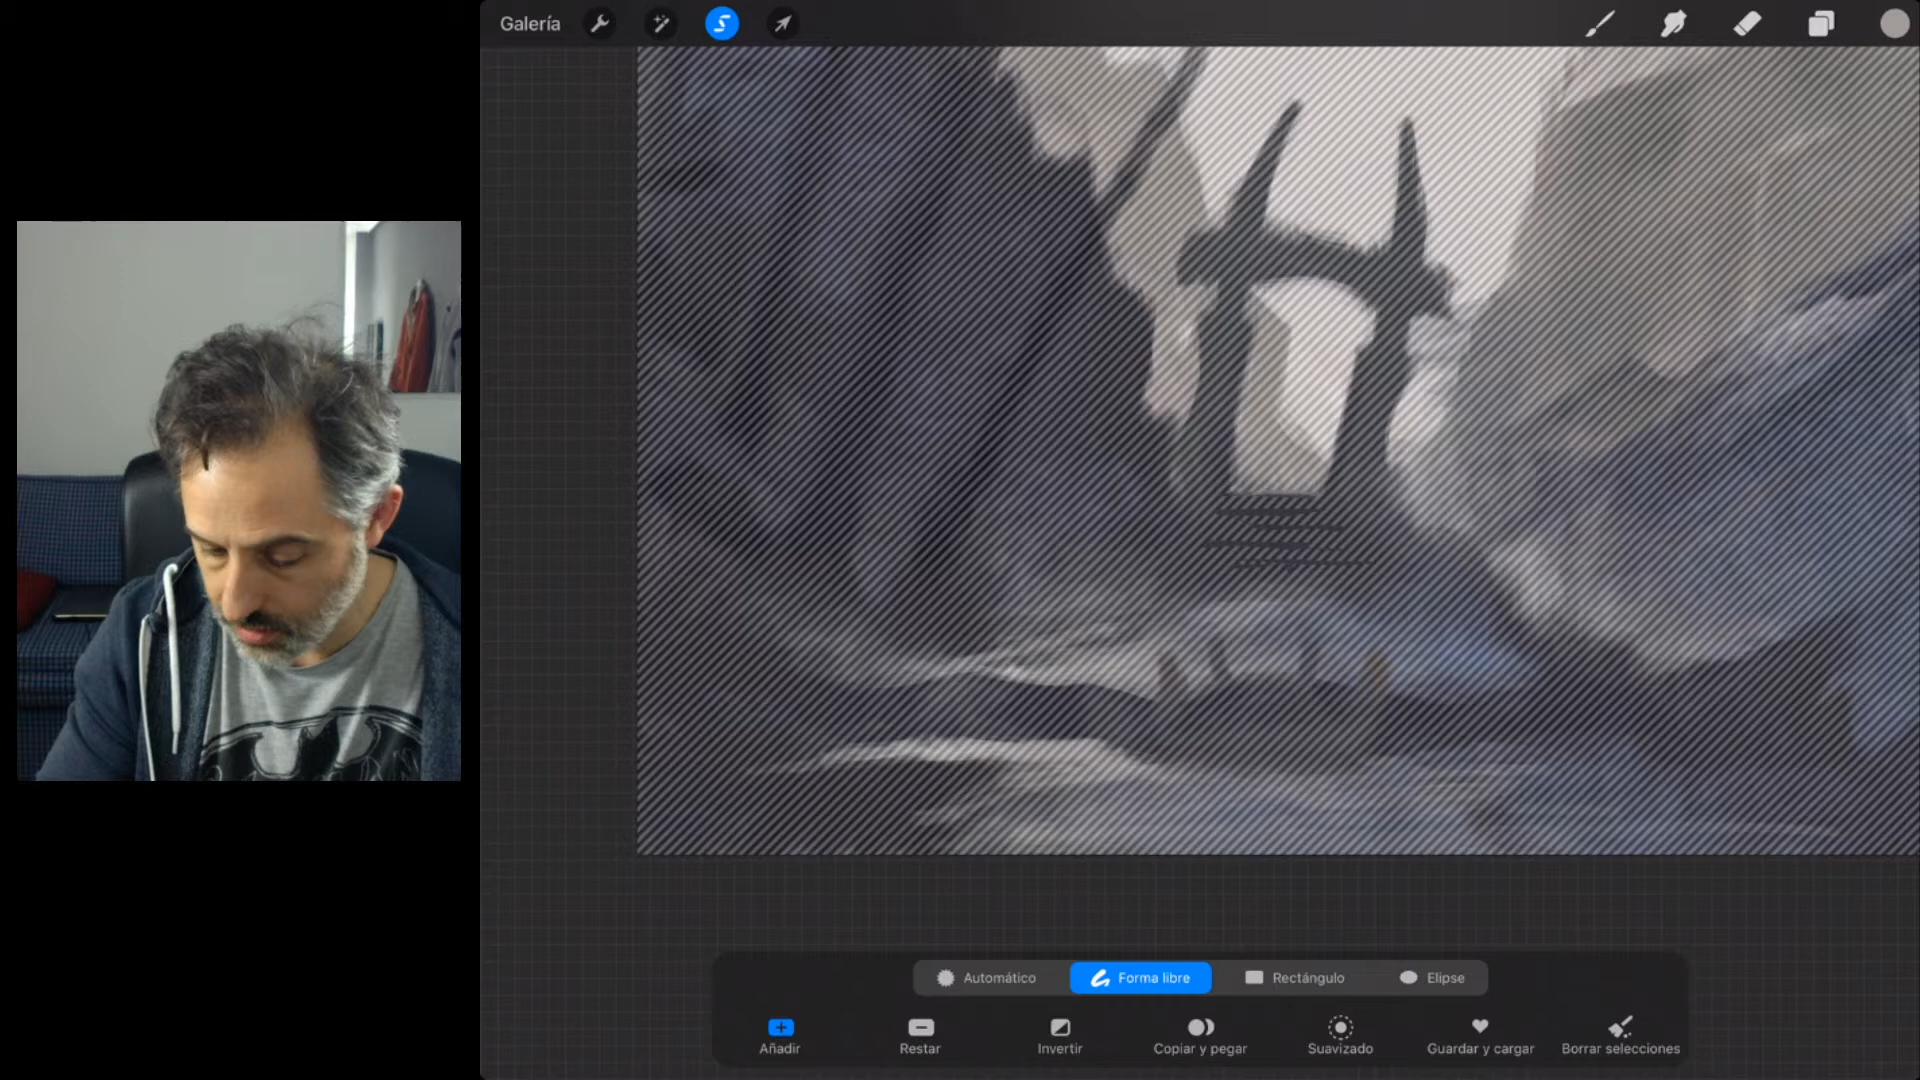 Galería
Automático
Forma libre
Rectángulo
Elipse
Añadir
Restar
Invertir
Copiar y pegar
Suavizado
Guardar y cargar
Borrar selecciones